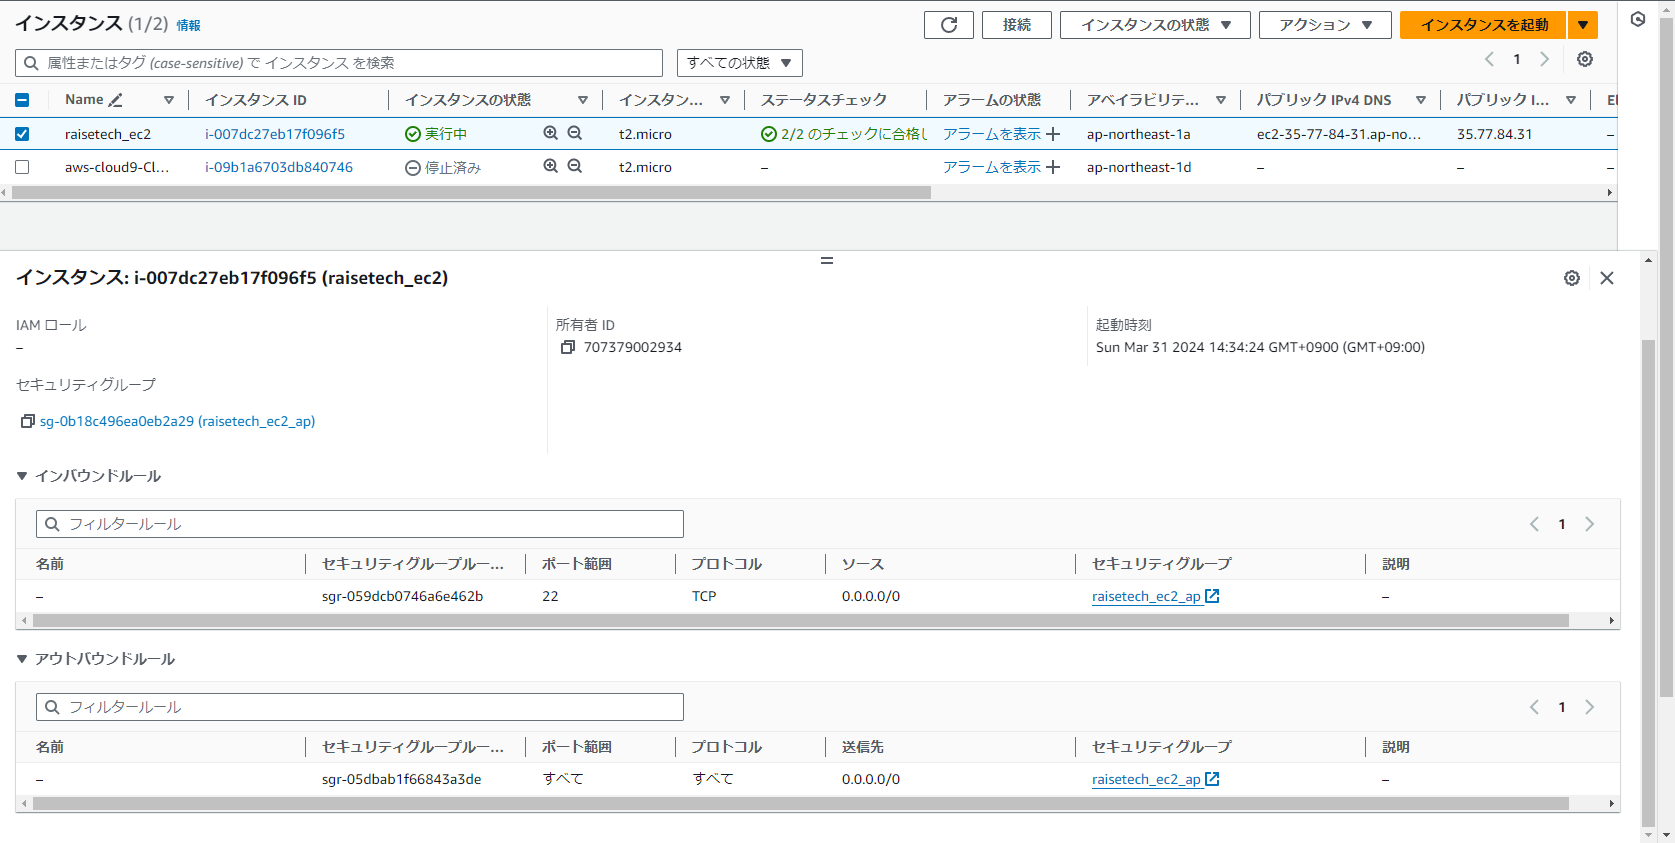 インスタンス (1/2) 情報
接続 インスタンスの状態 アクション インスタンスを起動
属性またはタグ (case-sensitive) で インスタンス を検索 すべての状態 1
Name インスタンス ID インスタンスの状態 インスタン... ステータスチェック アラームの状態 アベイラビリテ... パブリック IPv4 DNS パブリック I... El
raisetech_ec2 i-007dc27eb17f096f5 実行中 t2.micro 2/2 のチェックに合格し アラームを表示 + ap-northeast-1a ec2-35-77-84-31.ap-no... 35.77.84.31 –
aws-cloud9-Cl... i-09b1a6703db840746 停止済み t2.micro – アラームを表示 + ap-northeast-1d – – –
インスタンス: i-007dc27eb17f096f5 (raisetech_ec2)
IAM ロール 所有者 ID 起動時刻
– 707379002934 Sun Mar 31 2024 14:34:24 GMT+0900 (GMT+09:00)
セキュリティグループ
sg-0b18c496ea0eb2a29 (raisetech_ec2_ap)
インバウンドルール
フィルタールール 1
名前 セキュリティグループルー... ポート範囲 プロトコル ソース セキュリティグループ 説明
– sgr-059dcb0746a6e462b 22 TCP 0.0.0.0/0 raisetech_ec2_ap –
アウトバウンドルール
フィルタールール 1
名前 セキュリティグループルー... ポート範囲 プロトコル 送信先 セキュリティグループ 説明
– sgr-05dbab1f66843a3de すべて すべて 0.0.0.0/0 raisetech_ec2_ap –